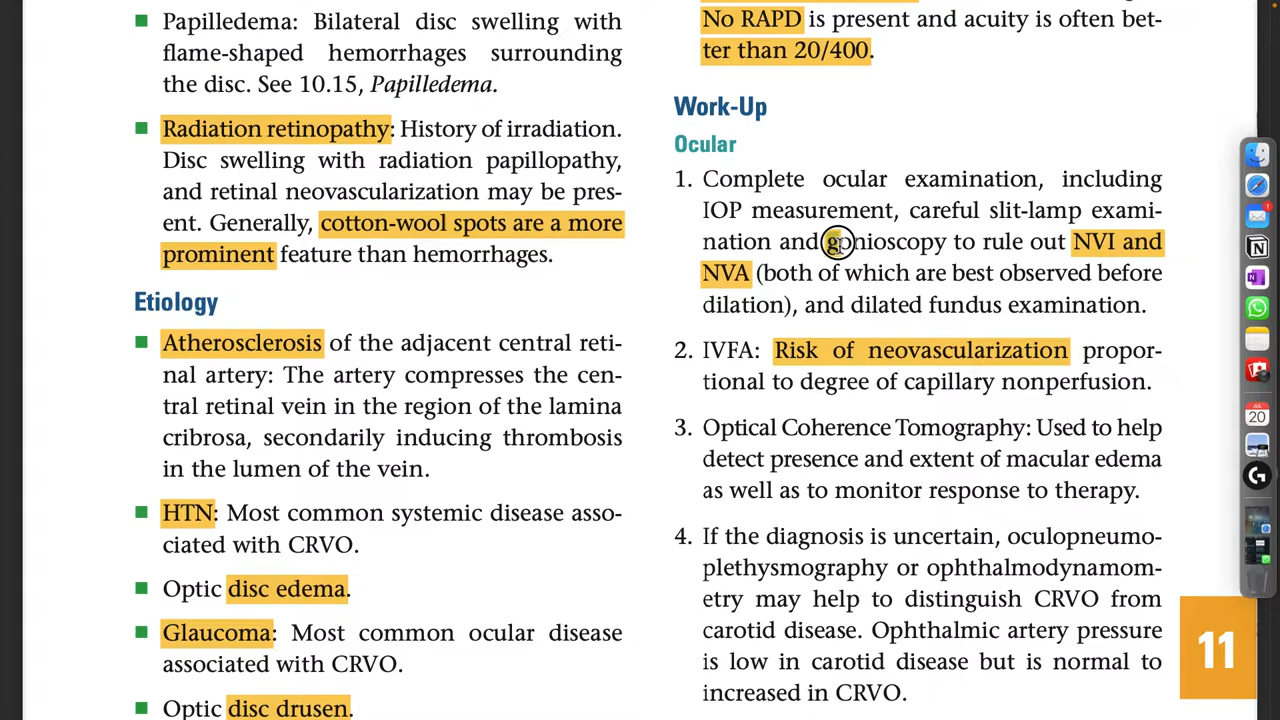 Papilledema: Bilateral disc swelling with
flame-shaped hemorrhages surrounding
the disc. See 10.15, Papilledema.
Radiation retinopathy: History of irradiation.
Disc swelling with radiation papillopathy,
and retinal neovascularization may be pres-
ent. Generally, cotton-wool spots are a more
prominent feature than hemorrhages.
Etiology
Atherosclerosis of the adjacent central reti-
nal artery: The artery compresses the cen-
tral retinal vein in the region of the lamina
cribrosa, secondarily inducing thrombosis
in the lumen of the vein.
HTN: Most common systemic disease asso-
ciated with CRVO.
Optic disc edema.
Glaucoma: Most common ocular disease
associated with CRVO.
Optic disc drusen.
No RAPD is present and acuity is often bet-
ter than 20/400.
Work-Up
Ocular
1. Complete ocular examination, including
IOP measurement, careful slit-lamp exami-
nation and gonioscopy to rule out NVI and
NVA (both of which are best observed before
dilation), and dilated fundus examination.
2. IVFA: Risk of neovascularization propor-
tional to degree of capillary nonperfusion.
3. Optical Coherence Tomography: Used to help
detect presence and extent of macular edema
as well as to monitor response to therapy.
4. If the diagnosis is uncertain, oculopneumo-
plethysmography or ophthalmodynamom-
etry may help to distinguish CRVO from
carotid disease. Ophthalmic artery pressure
is low in carotid disease but is normal to
increased in CRVO.
11
JUL
20